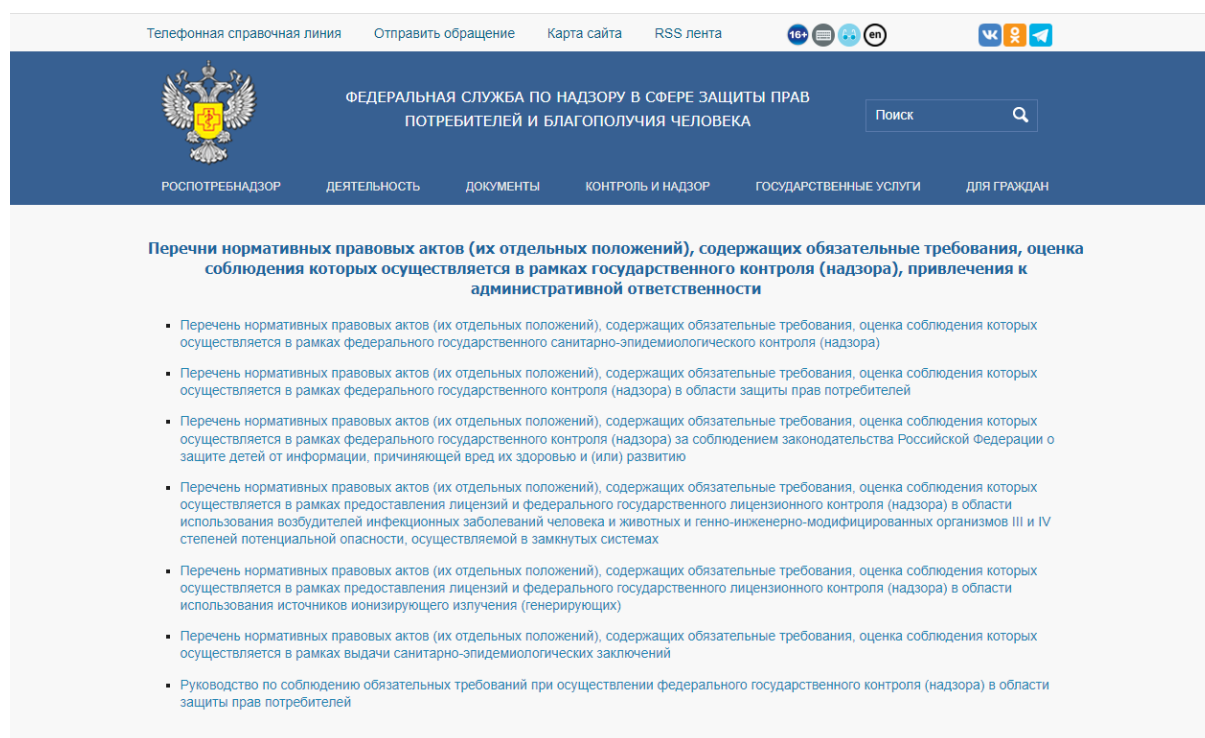 Телефонная справочная линия Отправить обращение Карта сайта RSS лента 16+ en
ФЕДЕРАЛЬНАЯ СЛУЖБА ПО НАДЗОРУ В СФЕРЕ ЗАЩИТЫ ПРАВ
ПОТРЕБИТЕЛЕЙ И БЛАГОПОЛУЧИЯ ЧЕЛОВЕКА
Поиск
РОСПОТРЕБНАДЗОР ДЕЯТЕЛЬНОСТЬ ДОКУМЕНТЫ КОНТРОЛЬ И НАДЗОР ГОСУДАРСТВЕННЫЕ УСЛУГИ ДЛЯ ГРАЖДАН
Перечни нормативных правовых актов (их отдельных положений), содержащих обязательные требования, оценка
соблюдения которых осуществляется в рамках государственного контроля (надзора), привлечения к
административной ответственности
Перечень нормативных правовых актов (их отдельных положений), содержащих обязательные требования, оценка соблюдения которых
осуществляется в рамках федерального государственного санитарно-эпидемиологического контроля (надзора)
Перечень нормативных правовых актов (их отдельных положений), содержащих обязательные требования, оценка соблюдения которых
осуществляется в рамках федерального государственного контроля (надзора) в области защиты прав потребителей
Перечень нормативных правовых актов (их отдельных положений), содержащих обязательные требования, оценка соблюдения которых
осуществляется в рамках федерального государственного контроля (надзора) за соблюдением законодательства Российской Федерации о
защите детей от информации, причиняющей вред их здоровью и (или) развитию
Перечень нормативных правовых актов (их отдельных положений), содержащих обязательные требования, оценка соблюдения которых
осуществляется в рамках предоставления лицензий и федерального государственного лицензионного контроля (надзора) в области
использования возбудителей инфекционных заболеваний человека и животных и генно-инженерно-модифицированных организмов III и IV
степеней потенциальной опасности, осуществляемой в замкнутых системах
Перечень нормативных правовых актов (их отдельных положений), содержащих обязательные требования, оценка соблюдения которых
осуществляется в рамках предоставления лицензий и федерального государственного лицензионного контроля (надзора) в области
использования источников ионизирующего излучения (генерирующих)
Перечень нормативных правовых актов (их отдельных положений), содержащих обязательные требования, оценка соблюдения которых
осуществляется в рамках выдачи санитарно-эпидемиологических заключений
Руководство по соблюдению обязательных требований при осуществлении федерального государственного контроля (надзора) в области
защиты прав потребителей